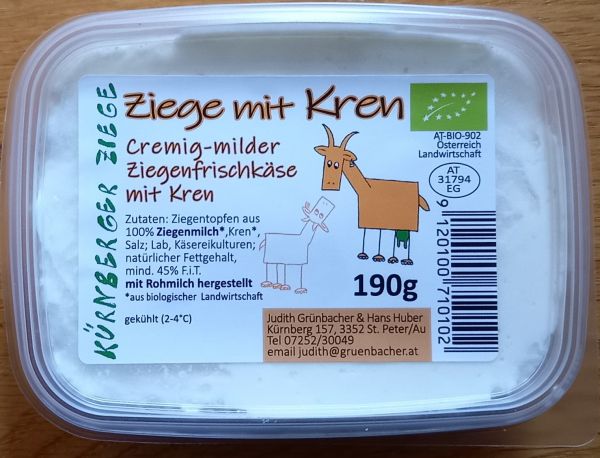 KÜRNBERGER ZIEGE
Ziege mit Kren
Cremig-milder
Ziegenfrischkäse
mit Kren
Zutaten: Ziegentopfen aus
100% Ziegenmilch*,Kren*,
Salz; Lab, Käsereikulturen;
natürlicher Fettgehalt,
mind. 45% F.i.T.
mit Rohmilch hergestellt
*aus biologischer Landwirtschaft
gekühlt (2-4°C)
AT-BIO-902
Österreich
Landwirtschaft
AT
31794
EG
190g
Judith Grünbacher & Hans Huber
Kürnberg 157, 3352 St. Peter/Au
Tel 07252/30049
email judith@gruenbacher.at
9 120100 710102